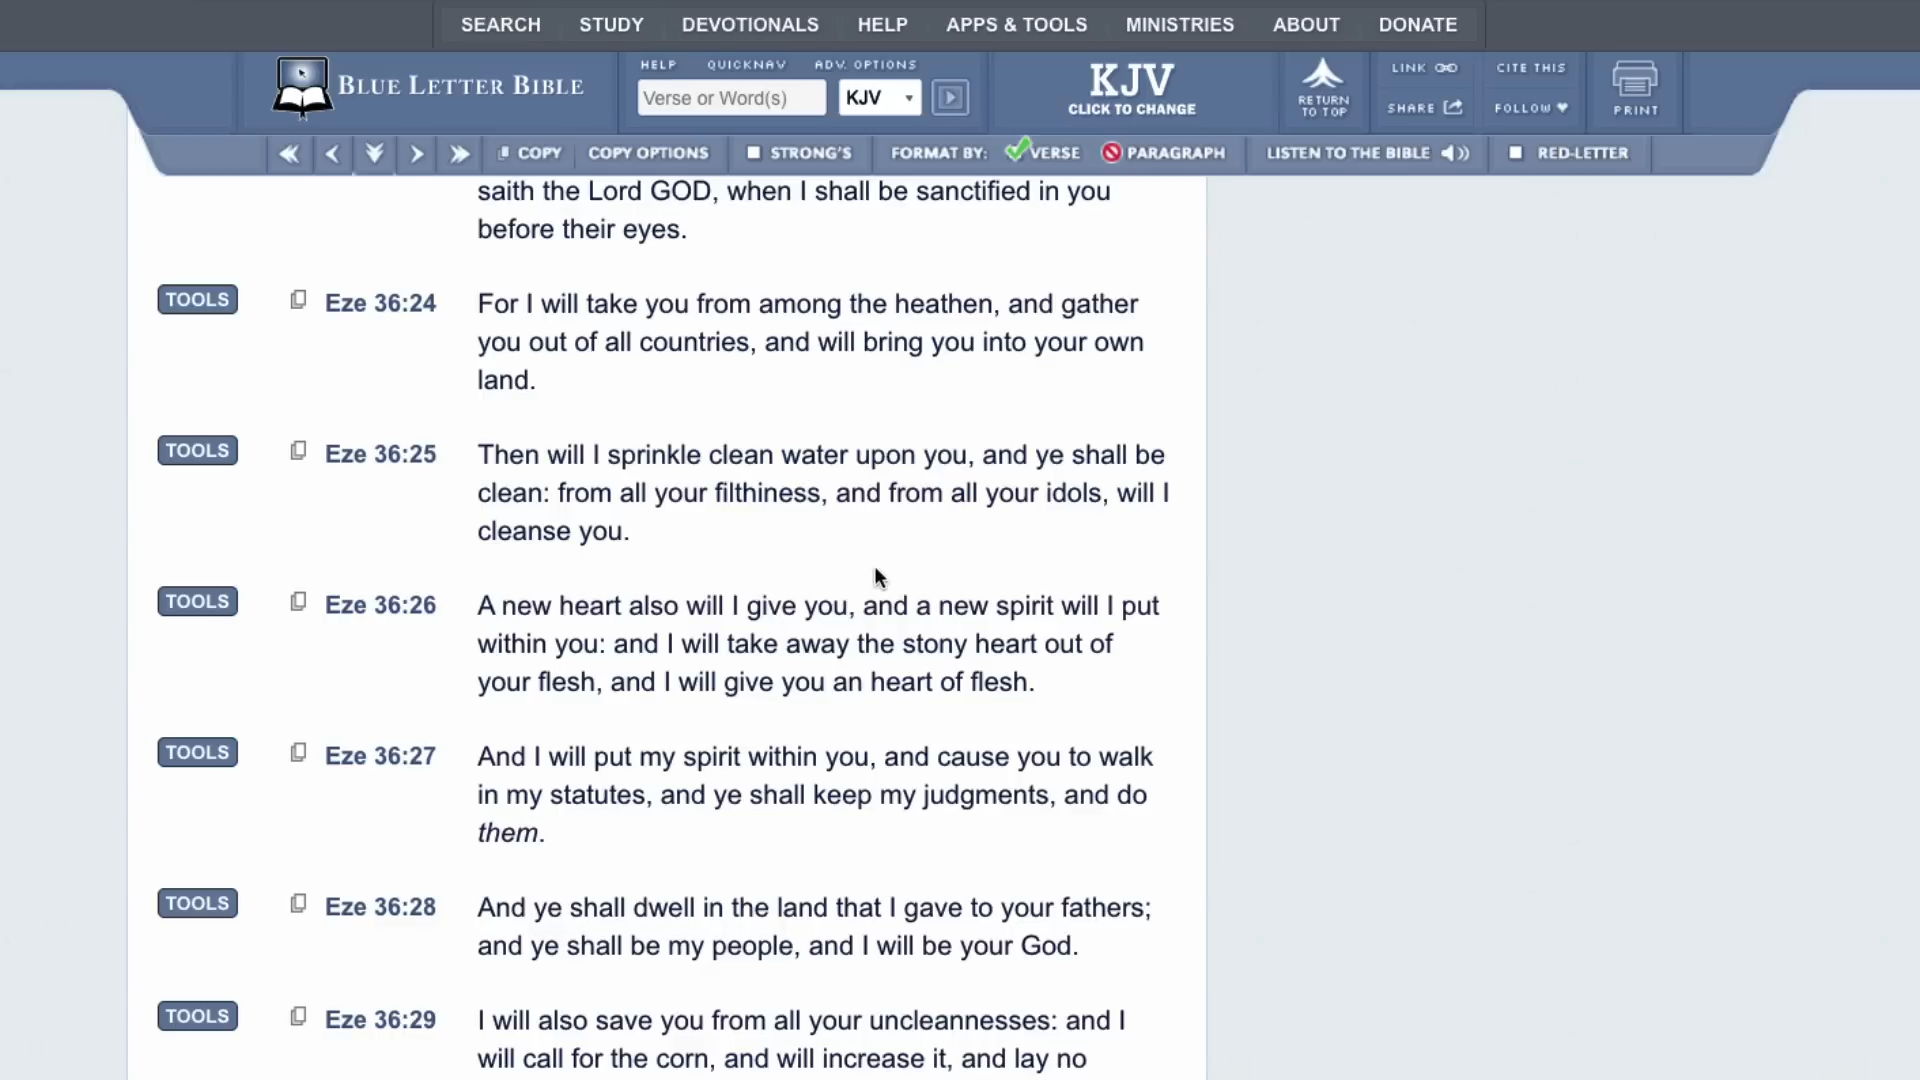 SEARCH STUDY DEVOTIONALS HELP APPS & TOOLS MINISTRIES ABOUT DONATE
BLUE LETTER BIBLE
HELP QUICKNAV ADV. OPTIONS
Verse or Word(s) KJV
KJV
CLICK TO CHANGE
RETURN
TO TOP
LINK
SHARE
CITE THIS
FOLLOW
PRINT
COPY COPY OPTIONS STRONG'S FORMAT BY: VERSE PARAGRAPH LISTEN TO THE BIBLE RED-LETTER
saith the Lord GOD, when I shall be sanctified in you
before their eyes.
TOOLS Eze 36:24 For I will take you from among the heathen, and gather
you out of all countries, and will bring you into your own
land.
TOOLS Eze 36:25 Then will I sprinkle clean water upon you, and ye shall be
clean: from all your filthiness, and from all your idols, will I
cleanse you.
TOOLS Eze 36:26 A new heart also will I give you, and a new spirit will I put
within you: and I will take away the stony heart out of
your flesh, and I will give you an heart of flesh.
TOOLS Eze 36:27 And I will put my spirit within you, and cause you to walk
in my statutes, and ye shall keep my judgments, and do
them.
TOOLS Eze 36:28 And ye shall dwell in the land that I gave to your fathers;
and ye shall be my people, and I will be your God.
TOOLS Eze 36:29 I will also save you from all your uncleannesses: and I
will call for the corn, and will increase it, and lay no